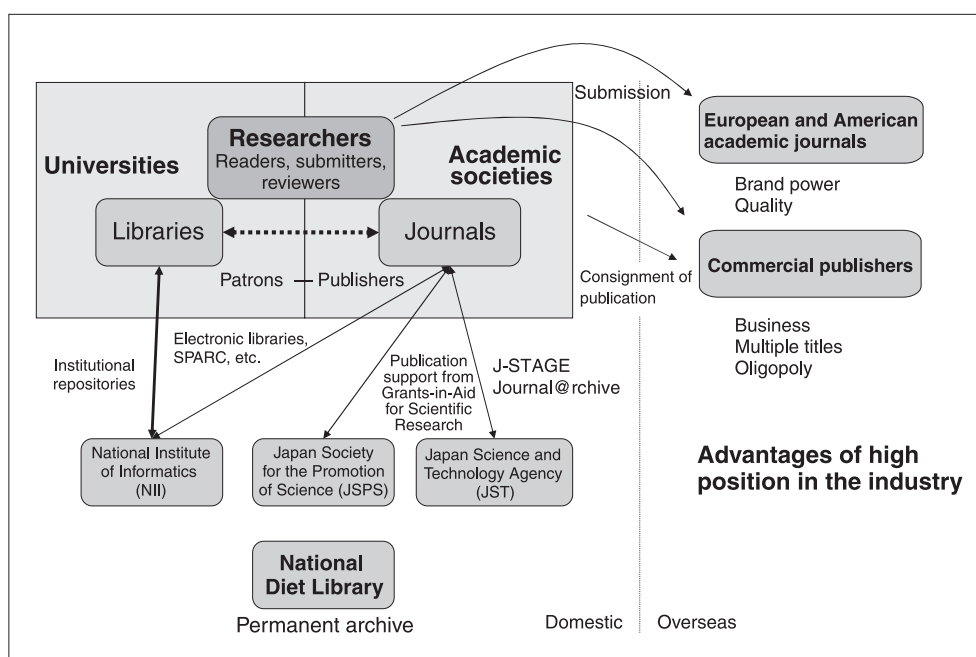 Submission
Universities
Researchers
Readers, submitters,
reviewers
Academic
societies
European and American
academic journals
Brand power
Quality
Libraries
Journals
Patrons
Publishers
Consignment of
publication
Commercial publishers
Business
Multiple titles
Oligopoly
Institutional
repositories
Electronic libraries,
SPARC, etc.
Publication
support from
Grants-in-Aid
for Scientific
Research
J-STAGE
Journal@rchive
National Institute
of Informatics
(NII)
Japan Society
for the Promotion
of Science (JSPS)
Japan Science and
Technology Agency
(JST)
Advantages of high
position in the industry
National
Diet Library
Permanent archive
Domestic
Overseas